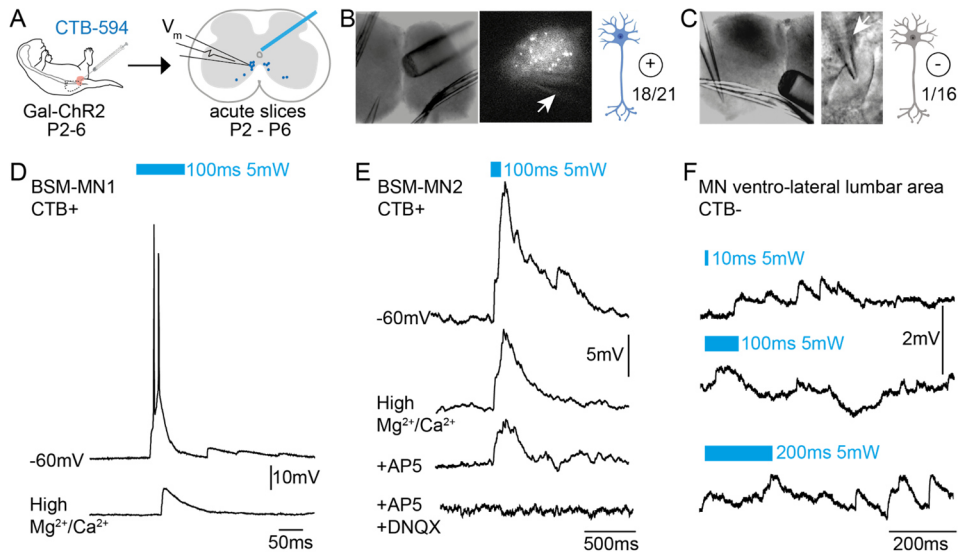 A
CTB-594
Gal-ChR2
P2-6
Vm
acute slices
P2 - P6
B
+
18/21
C
-
1/16
D
BSM-MN1
CTB+
100ms 5mW
-60mV
10mV
High
Mg²⁺/Ca²⁺
50ms
E
BSM-MN2
CTB+
100ms 5mW
-60mV
5mV
High
Mg²⁺/Ca²⁺
+AP5
+AP5
+DNQX
500ms
F
MN ventro-lateral lumbar area
CTB-
10ms 5mW
2mV
100ms 5mW
200ms 5mW
200ms